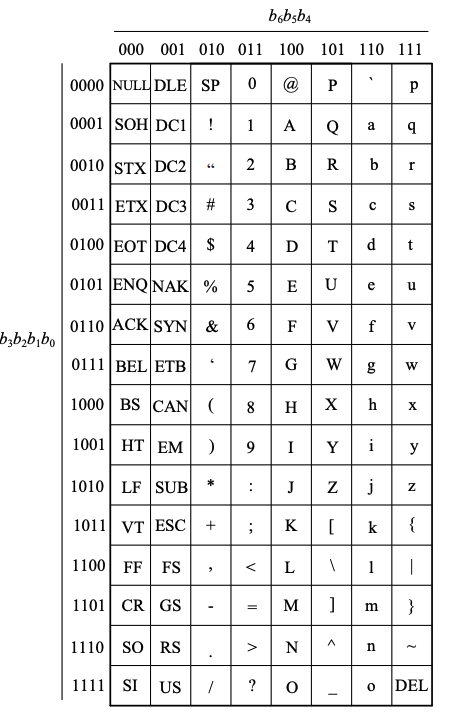 b₆b₅b₄
000 001 010 011 100 101 110 111
0000 NULL DLE SP 0 @ P ` p
0001 SOH DC1 ! 1 A Q a q
0010 STX DC2 “ 2 B R b r
0011 ETX DC3 # 3 C S c s
0100 EOT DC4 $ 4 D T d t
0101 ENQ NAK % 5 E U e u
b₃b₂b₁b₀
0110 ACK SYN & 6 F V f v
0111 BEL ETB ‘ 7 G W g w
1000 BS CAN ( 8 H X h x
1001 HT EM ) 9 I Y i y
1010 LF SUB * : J Z j z
1011 VT ESC + ; K [ k {
1100 FF FS , < L \ l |
1101 CR GS - = M ] m }
1110 SO RS . > N ^ n ~
1111 SI US / ? O _ o DEL